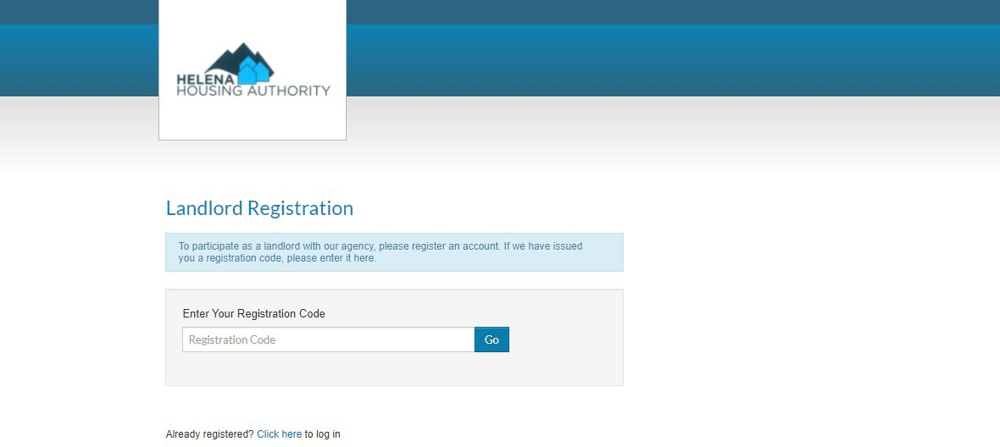 HELENA
HOUSING AUTHORITY
Landlord Registration
To participate as a landlord with our agency, please register an account. If we have issued
you a registration code, please enter it here.
Enter Your Registration Code
Registration Code
Go
Already registered? Click here to log in